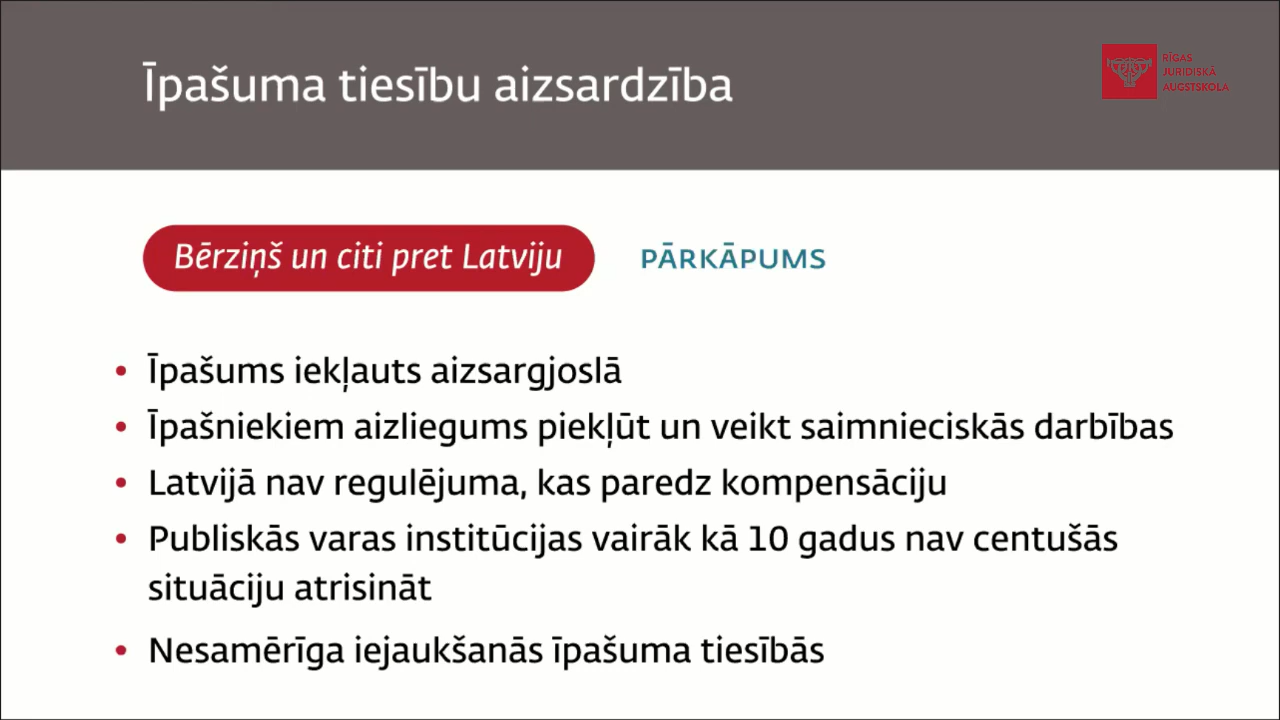 Īpašuma tiesību aizsardzība
RĪGAS
JURIDISKĀ
AUGSTSKOLA
Bērziņš un citi pret Latviju
PĀRKĀPUMS
• Īpašums iekļauts aizsargjoslā
• Īpašniekiem aizliegums piekļūt un veikt saimnieciskās darbības
• Latvijā nav regulējuma, kas paredz kompensāciju
• Publiskās varas institūcijas vairāk kā 10 gadus nav centušās
situāciju atrisināt
• Nesamērīga iejaukšanās īpašuma tiesībās